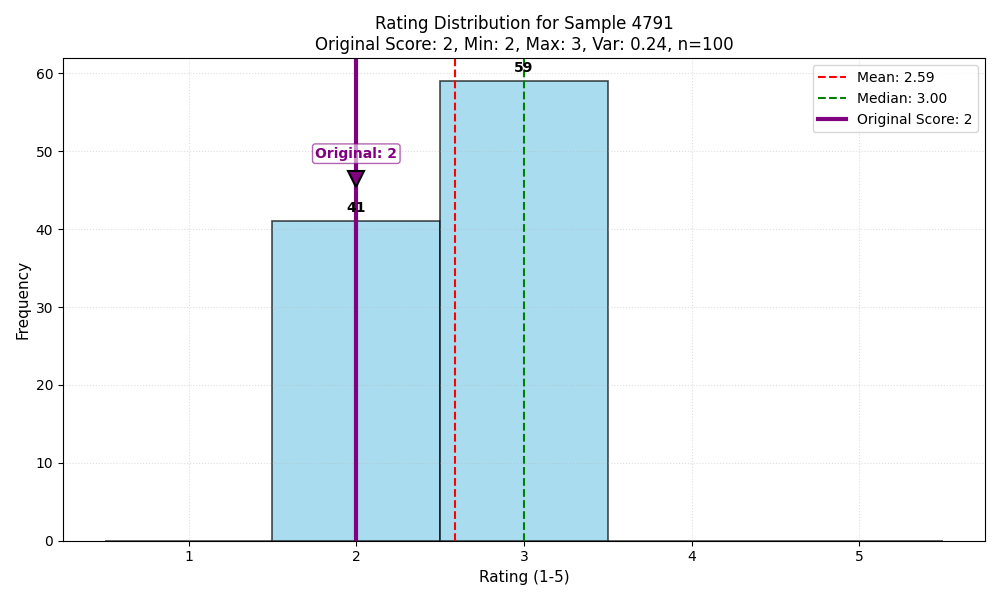 Rating Distribution for Sample 4791
Original Score: 2, Min: 2, Max: 3, Var: 0.24, n=100
Mean: 2.59
Median: 3.00
Original Score: 2
59
Original: 2
41
60
50
40
30
20
10
0
Frequency
1 2 3 4 5
Rating (1-5)